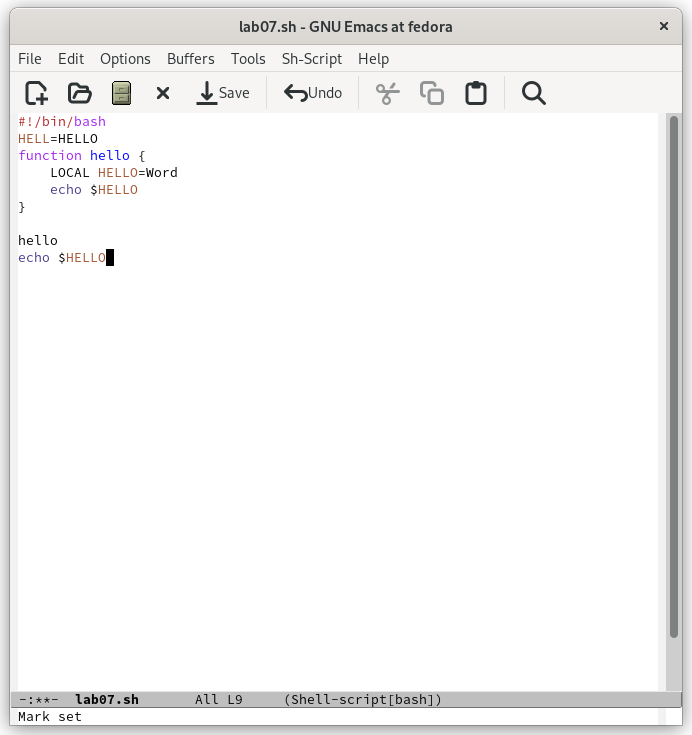 lab07.sh - GNU Emacs at fedora
File Edit Options Buffers Tools Sh-Script Help
Save Undo
#!/bin/bash
HELL=HELLO
function hello {
    LOCAL HELLO=Word
    echo $HELLO
}
hello
echo $HELLO
-:**-  lab07.sh       All L9     (Shell-script[bash])
Mark set